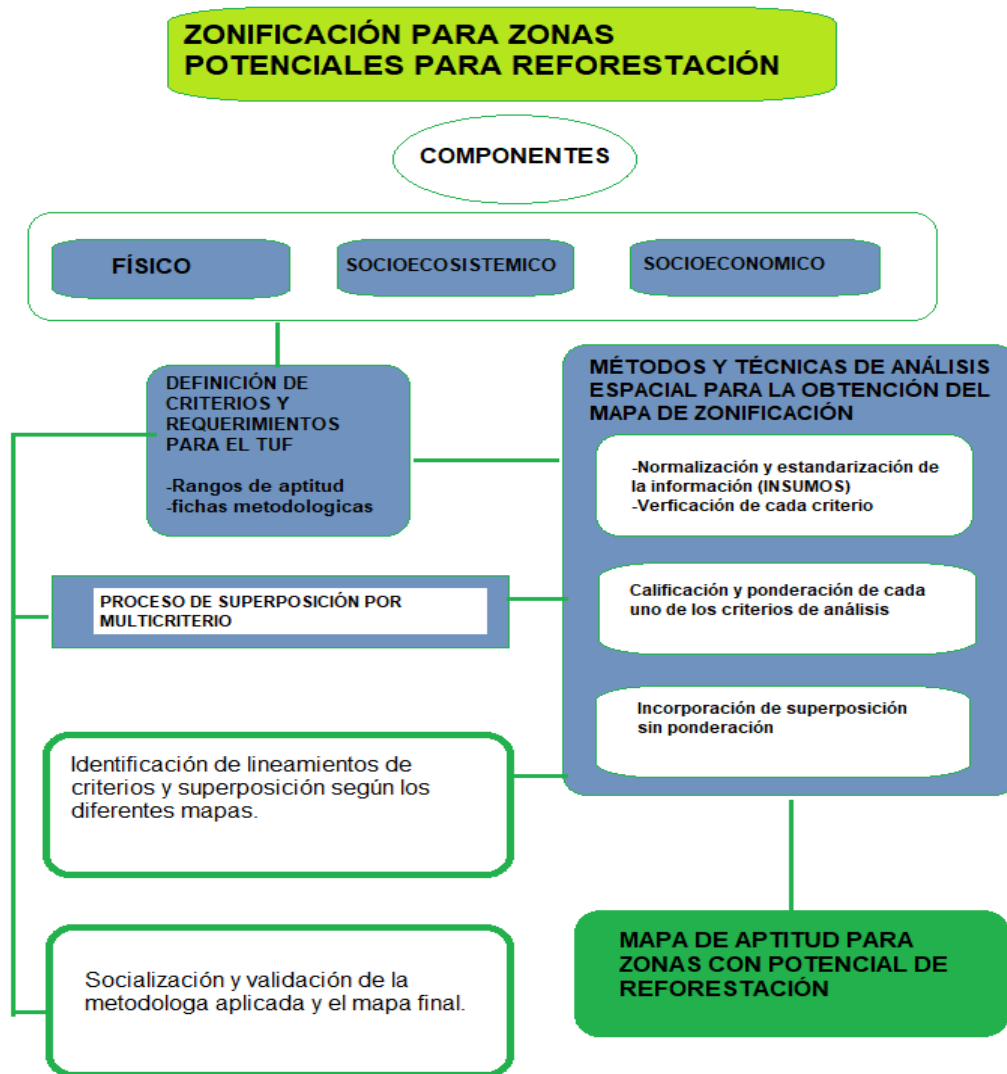 ZONIFICACIÓN PARA ZONAS
POTENCIALES PARA REFORESTACIÓN
COMPONENTES
FÍSICO
SOCIOECOSISTEMICO
SOCIOECONOMICO
DEFINICIÓN DE
CRITERIOS Y
REQUERIMIENTOS
PARA EL TUF
-Rangos de aptitud
-fichas metodologicas
MÉTODOS Y TÉCNICAS DE ANÁLISIS
ESPACIAL PARA LA OBTENCIÓN DEL
MAPA DE ZONIFICACIÓN
-Normalización y estandarización de
la información (INSUMOS)
-Verficación de cada criterio
Calificación y ponderación de cada
uno de los criterios de análisis
Incorporación de superposición
sin ponderación
PROCESO DE SUPERPOSICIÓN POR
MULTICRITERIO
Identificación de lineamientos de
criterios y superposición según los
diferentes mapas.
Socialización y validación de la
metodologa aplicada y el mapa final.
MAPA DE APTITUD PARA
ZONAS CON POTENCIAL DE
REFORESTACIÓN